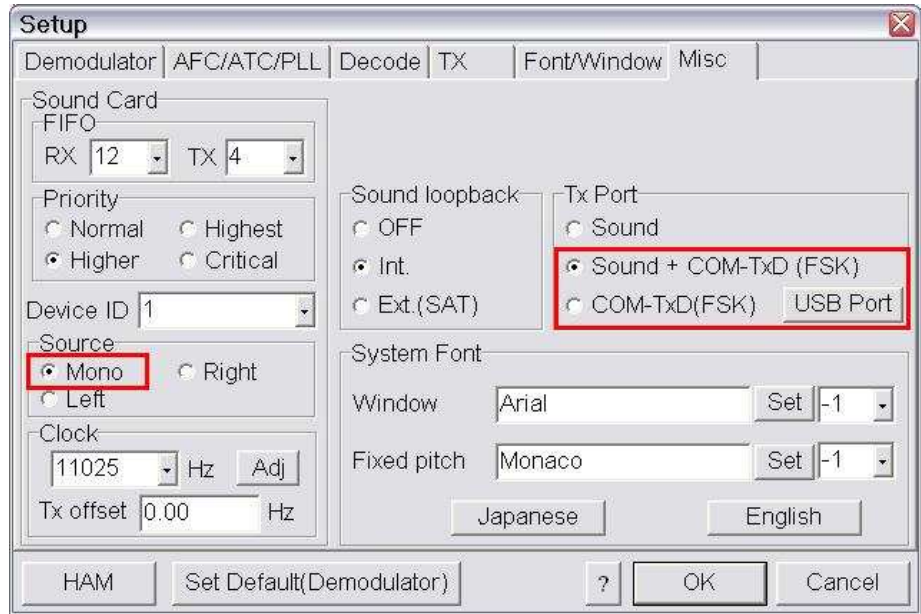 Setup
Demodulator AFC/ATC/PLL Decode TX Font/Window Misc
Sound Card
FIFO
RX 12 TX 4
Priority
Normal Highest
Higher Critical
Device ID 1
Source
Mono Right
Left
Clock
11025 Hz Adj
Tx offset 0.00 Hz
Sound loopback
OFF
Int.
Ext.(SAT)
Tx Port
Sound
Sound + COM-TxD (FSK)
COM-TxD(FSK) USB Port
System Font
Window Arial Set -1
Fixed pitch Monaco Set -1
Japanese English
HAM Set Default(Demodulator) ? OK Cancel